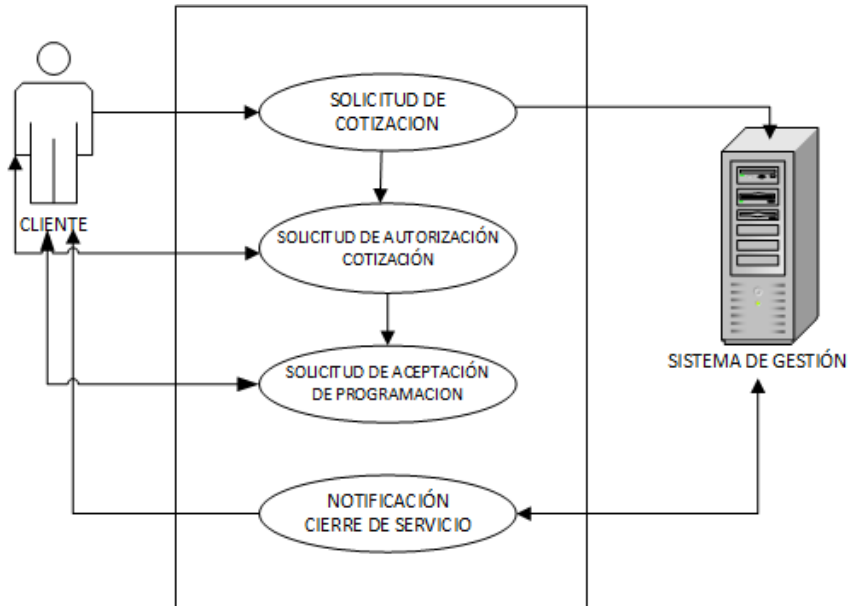 SOLICITUD DE
COTIZACION
CLIENTE
SOLICITUD DE AUTORIZACIÓN
COTIZACIÓN
SOLICITUD DE ACEPTACIÓN
DE PROGRAMACION
SISTEMA DE GESTIÓN
NOTIFICACIÓN
CIERRE DE SERVICIO